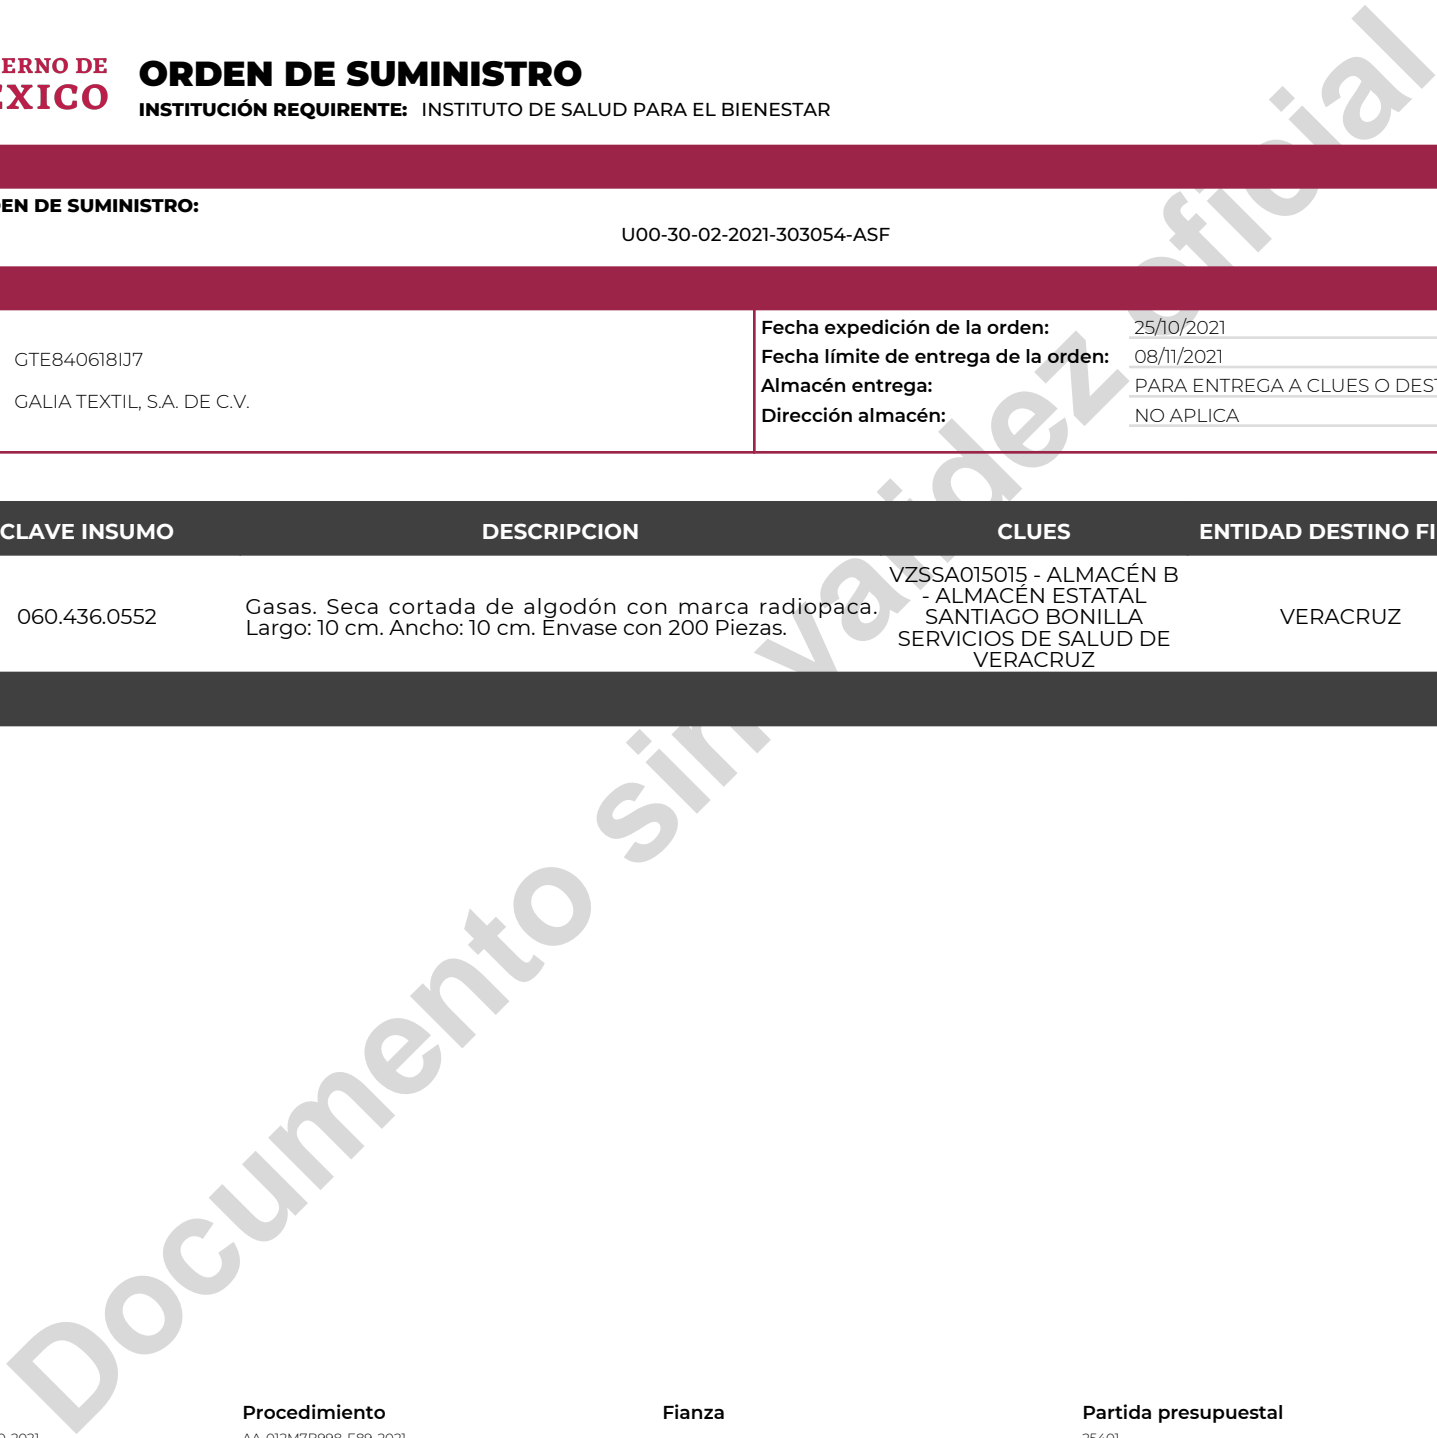 ERNO DE
EXICO
ORDEN DE SUMINISTRO
INSTITUCIÓN REQUIRENTE: INSTITUTO DE SALUD PARA EL BIENESTAR
EN DE SUMINISTRO:
U00-30-02-2021-303054-ASF
GTE840618IJ7
GALIA TEXTIL, S.A. DE C.V.
Fecha expedición de la orden: 25/10/2021
Fecha límite de entrega de la orden: 08/11/2021
Almacén entrega: PARA ENTREGA A CLUES O DEST
Dirección almacén: NO APLICA
CLAVE INSUMO DESCRIPCION CLUES ENTIDAD DESTINO FI
060.436.0552
Gasas. Seca cortada de algodón con marca radiopaca.
Largo: 10 cm. Ancho: 10 cm. Envase con 200 Piezas.
VZSSA015015 - ALMACÉN B
- ALMACÉN ESTATAL
SANTIAGO BONILLA
SERVICIOS DE SALUD DE
VERACRUZ
VERACRUZ
Documento sin validez oficial
Procedimiento Fianza Partida presupuestal